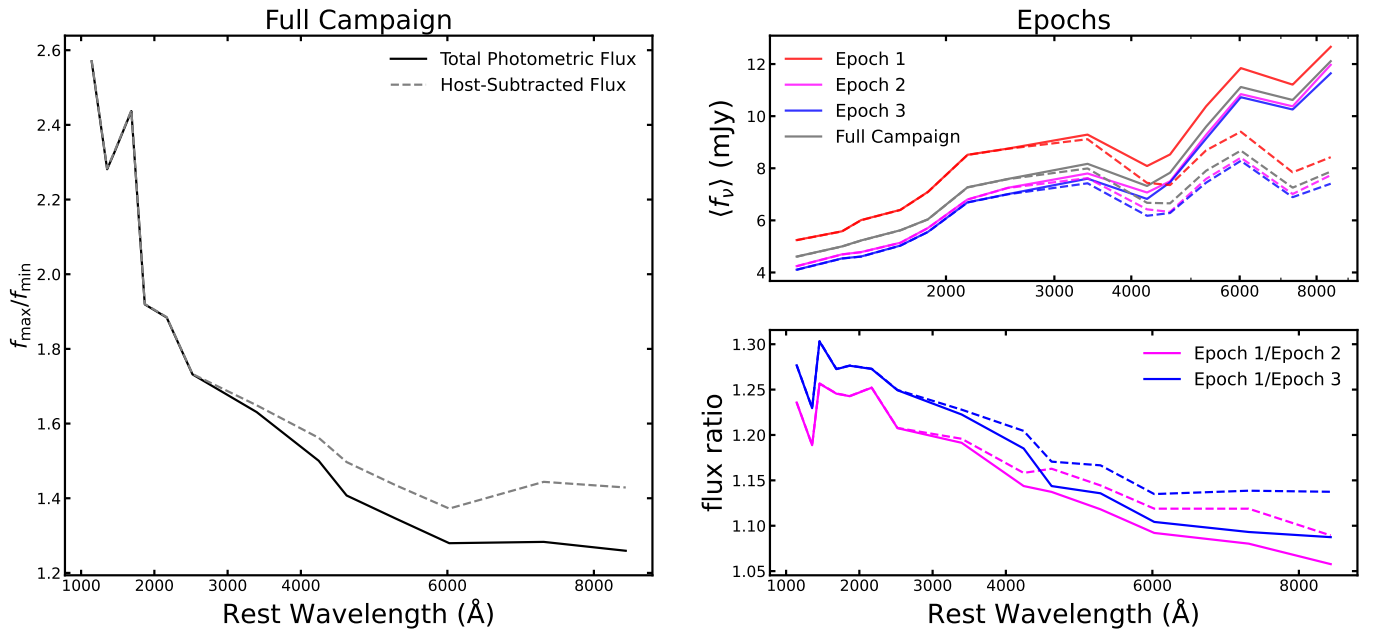 Full Campaign
Total Photometric Flux
Host-Subtracted Flux
f_max/f_min
2.6
2.4
2.2
2.0
1.8
1.6
1.4
1.2
1000 2000 3000 4000 6000 8000
Rest Wavelength (Å)
Epochs
Epoch 1
Epoch 2
Epoch 3
Full Campaign
⟨f_ν⟩ (mJy)
12
10
8
6
4
2000 3000 4000 6000 8000
Epoch 1/Epoch 2
Epoch 1/Epoch 3
flux ratio
1.30
1.25
1.20
1.15
1.10
1.05
1000 2000 3000 4000 6000 8000
Rest Wavelength (Å)